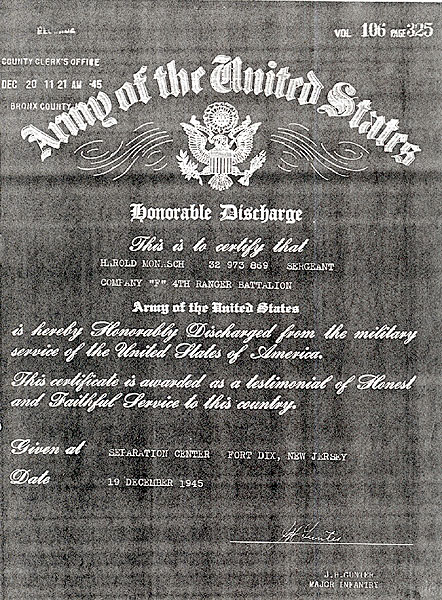 VOL 106 PAGE 325
COUNTY CLERK'S OFFICE
DEC 20 11 21 AM '45
BRONX COUNTY
Army of the United States
Honorable Discharge
This is to certify that
HAROLD MONASCH 32 973 869 SERGEANT
COMPANY "F" 4TH RANGER BATTALION
Army of the United States
is hereby Honorably Discharged from the military
service of the United States of America.
This certificate is awarded as a testimonial of Honest
and Faithful Service to this country.
Given at SEPARATION CENTER FORT DIX, NEW JERSEY
Date 19 DECEMBER 1945
J.H.GUNTER
MAJOR INFANTRY